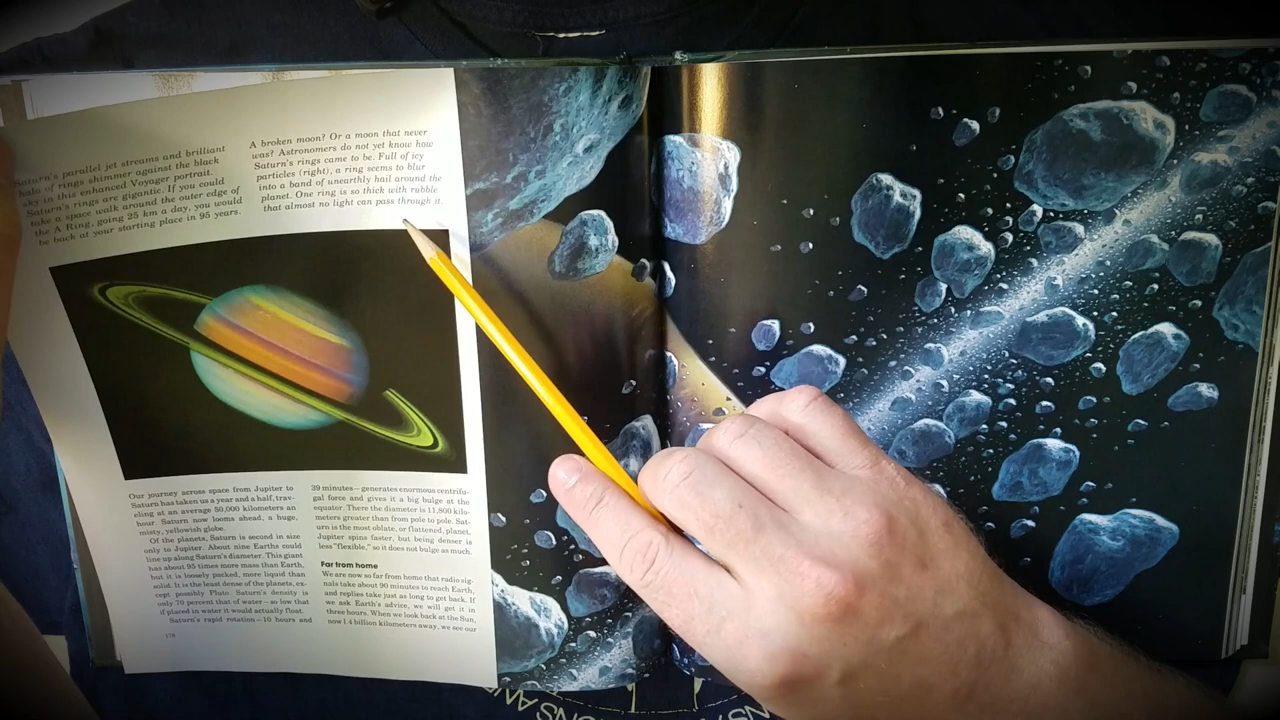 Saturn's parallel jet streams and brilliant
halo of rings shimmer against the black
sky in this enhanced Voyager portrait.
Saturn's rings are gigantic. If you could
take a space walk around the outer edge of
the A Ring, going 25 km a day, you would
be back at your starting place in 95 years.
A broken moon? Or a moon that never
was? Astronomers do not yet know how
Saturn's rings came to be. Full of icy
particles (right), a ring seems to blur
into a band of unearthly hail around the
planet. One ring is so thick with rubble
that almost no light can pass through it.
Our journey across space from Jupiter to
Saturn has taken us a year and a half, trav-
eling at an average 50,000 kilometers an
hour. Saturn now looms ahead, a huge,
misty, yellowish globe.
Of the planets, Saturn is second in size
only to Jupiter. About nine Earths could
line up along Saturn's diameter. This giant
has about 95 times more mass than Earth,
but it is loosely packed, more liquid than
solid. It is the least dense of the planets, ex-
cept possibly Pluto. Saturn's density is
only 70 percent that of water—so low that
if placed in water it would actually float.
Saturn's rapid rotation—10 hours and
39 minutes—generates enormous centrifu-
gal force and gives it a big bulge at the
equator. There the diameter is 11,800 kilo-
meters greater than from pole to pole. Sat-
urn is the most oblate, or flattened, planet.
Jupiter spins faster, but being denser is
less "flexible," so it does not bulge as much.
Far from home
We are now so far from home that radio sig-
nals take about 90 minutes to reach Earth,
and replies take just as long to get back. If
we ask Earth's advice, we will get it in
three hours. When we look back at the Sun,
now 1.4 billion kilometers away, we see our